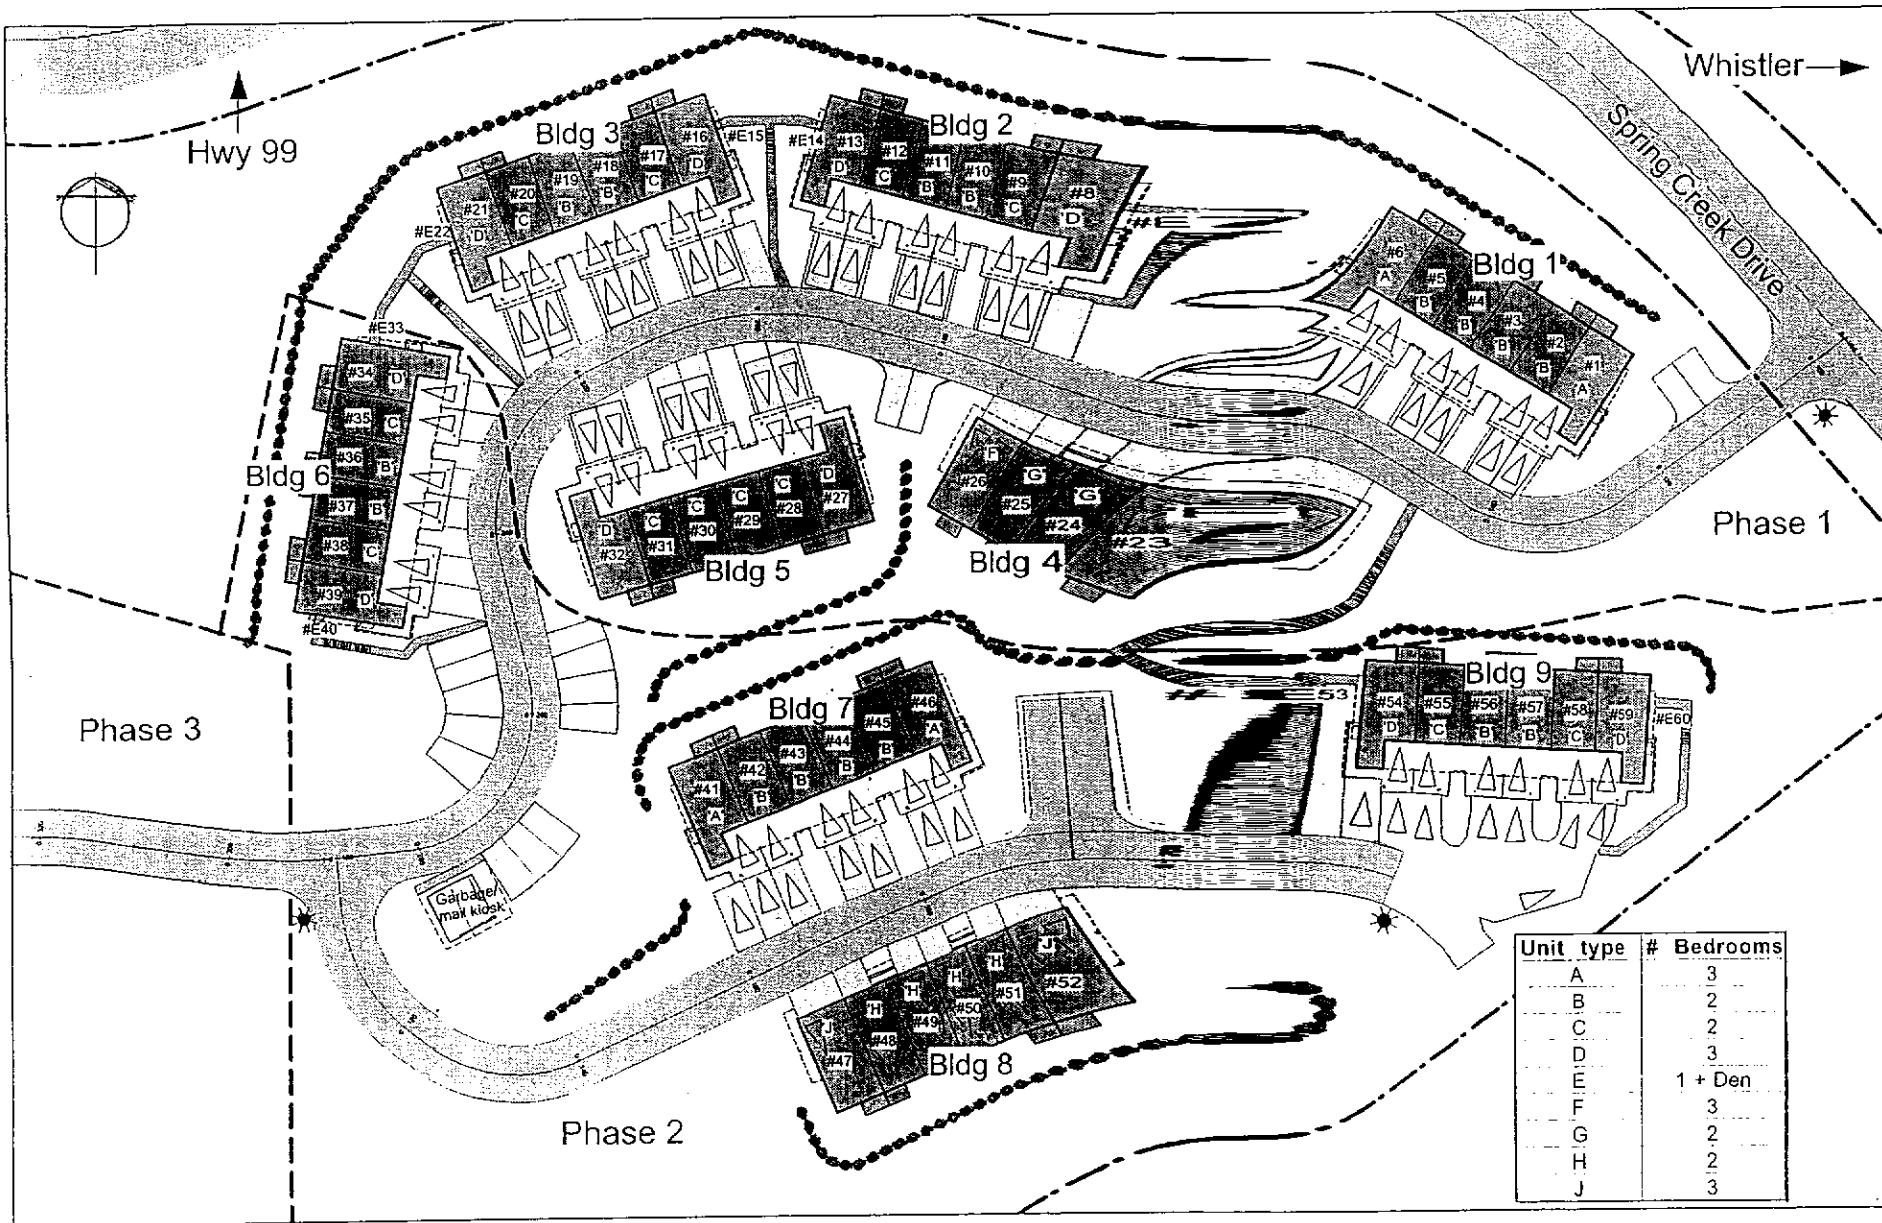 Whistler
Hwy 99
Spring Creek Drive
Bldg 3
#16
'D'
#17
'C'
#18
'B'
#19
'B'
#20
'C'
#21
'D'
#E15
#E22
Bldg 2
#E14
#13
D
#12
C
#11
'B'
#10
'B'
#9
'C'
#8
'D'
Bldg 1
#6
A
#5
'B'
#4
'B'
#3
'B'
#2
'B'
#1
A
Bldg 6
#E33
#34
'D'
#35
'C'
#36
'B'
#37
'B'
#38
'C'
#39
'D'
#E40
Bldg 5
'D'
#32
'C'
#31
'C'
#30
'C'
#29
'C'
#28
D
#27
Bldg 4
'F'
#26
'G'
#25
'G'
#24
#23
Phase 1
Phase 3
Bldg 7
#46
'A'
#45
'B'
#44
'B'
#43
'B'
#42
'B'
#41
'A'
53
Bldg 9
#54
'D'
#55
'C'
#56
'B'
#57
'B'
#58
'C'
#59
D
#E60
Garbage/
mail kiosk
Bldg 8
J
#47
'H'
#48
'H'
#49
'H'
#50
'H'
#51
J'
#52
Phase 2
Unit type # Bedrooms
A 3
B 2
C 2
D 3
E 1 + Den
F 3
G 2
H 2
J 3